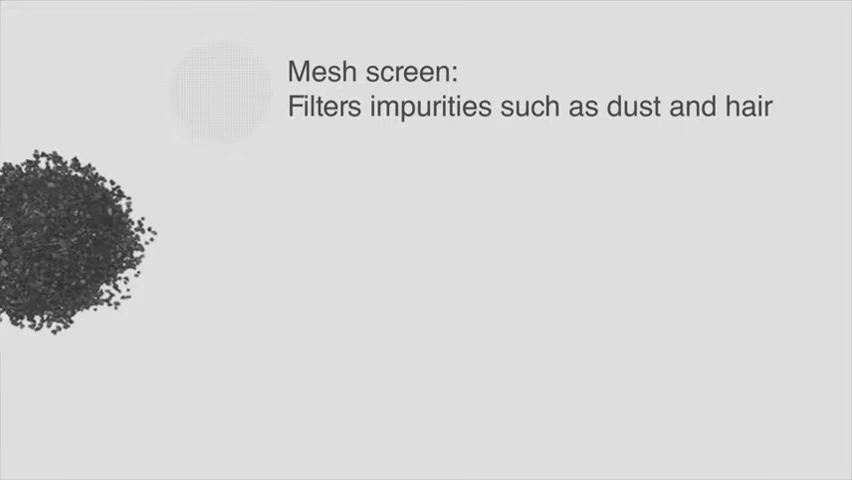 Mesh screen:
Filters impurities such as dust and hair